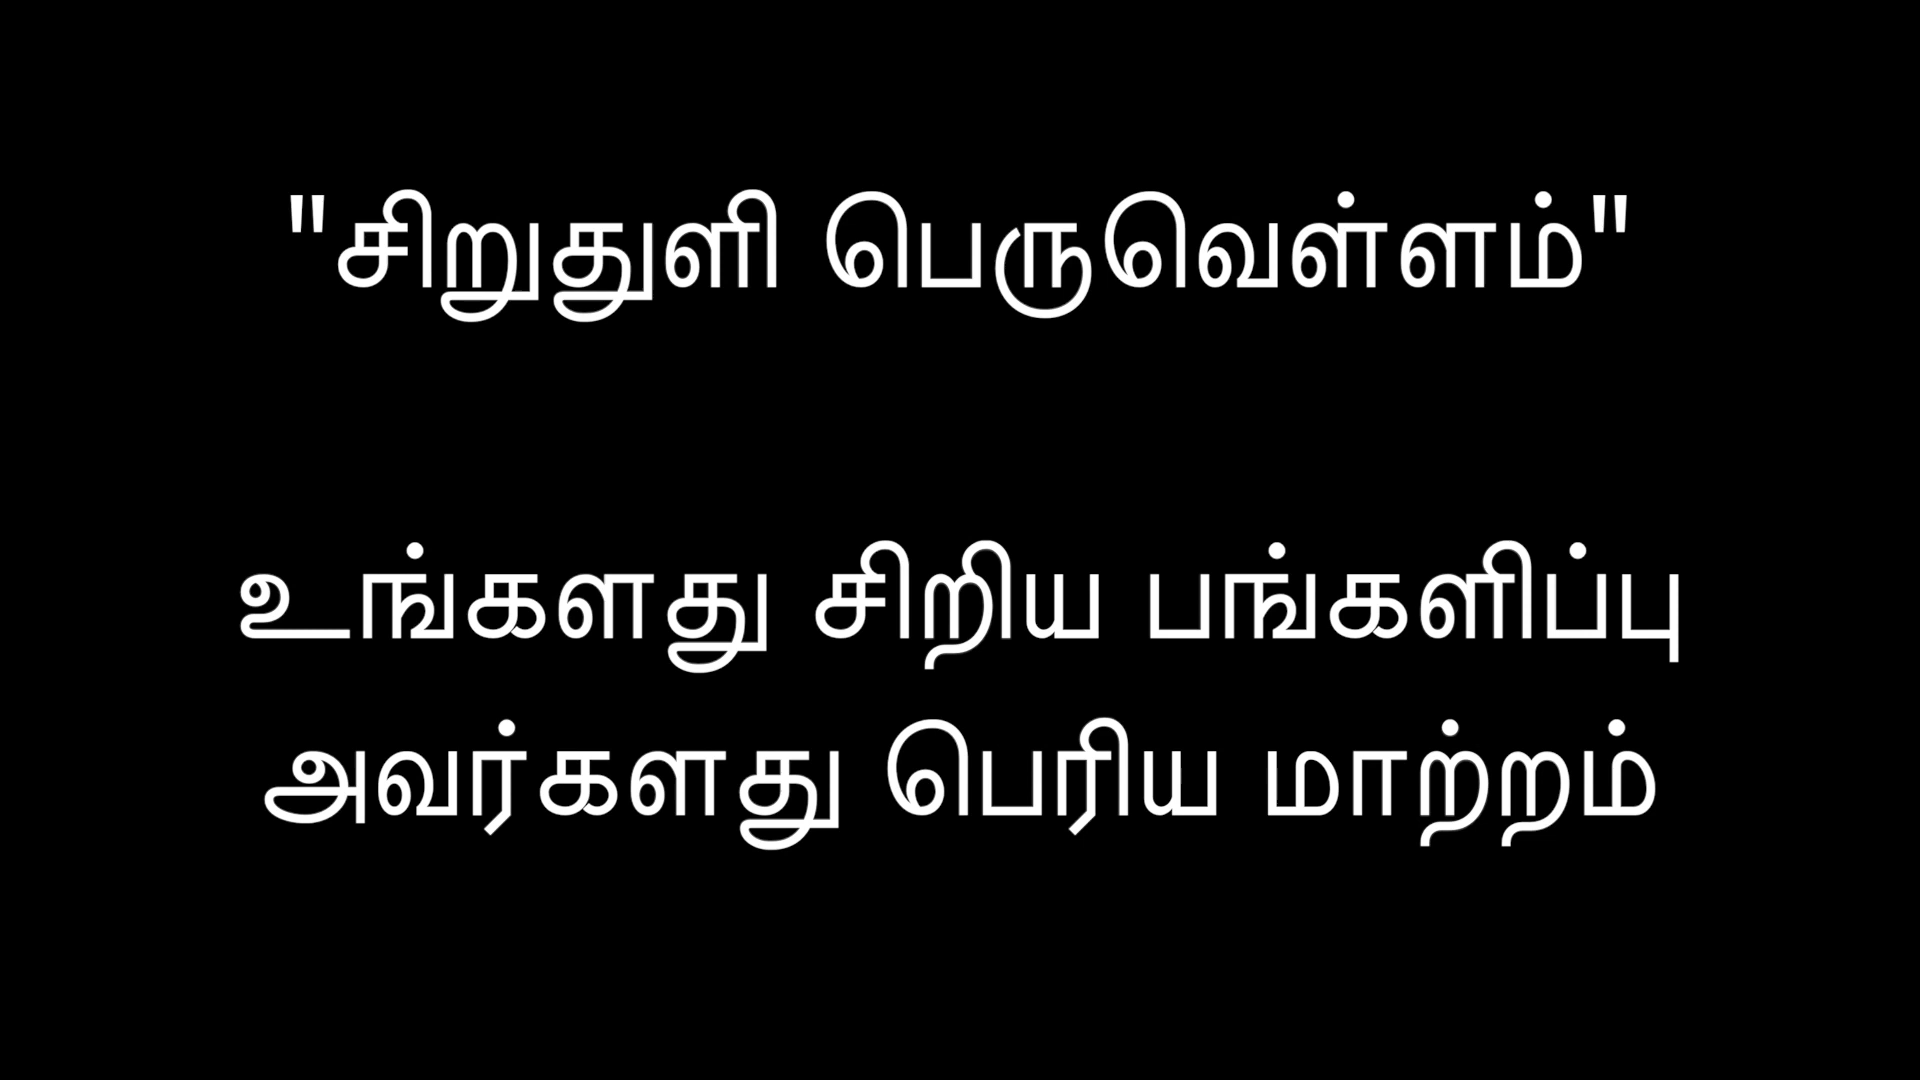 "சிறுதுளி பெருவெள்ளம்"
உங்களது சிறிய பங்களிப்பு
அவர்களது பெரிய மாற்றம்